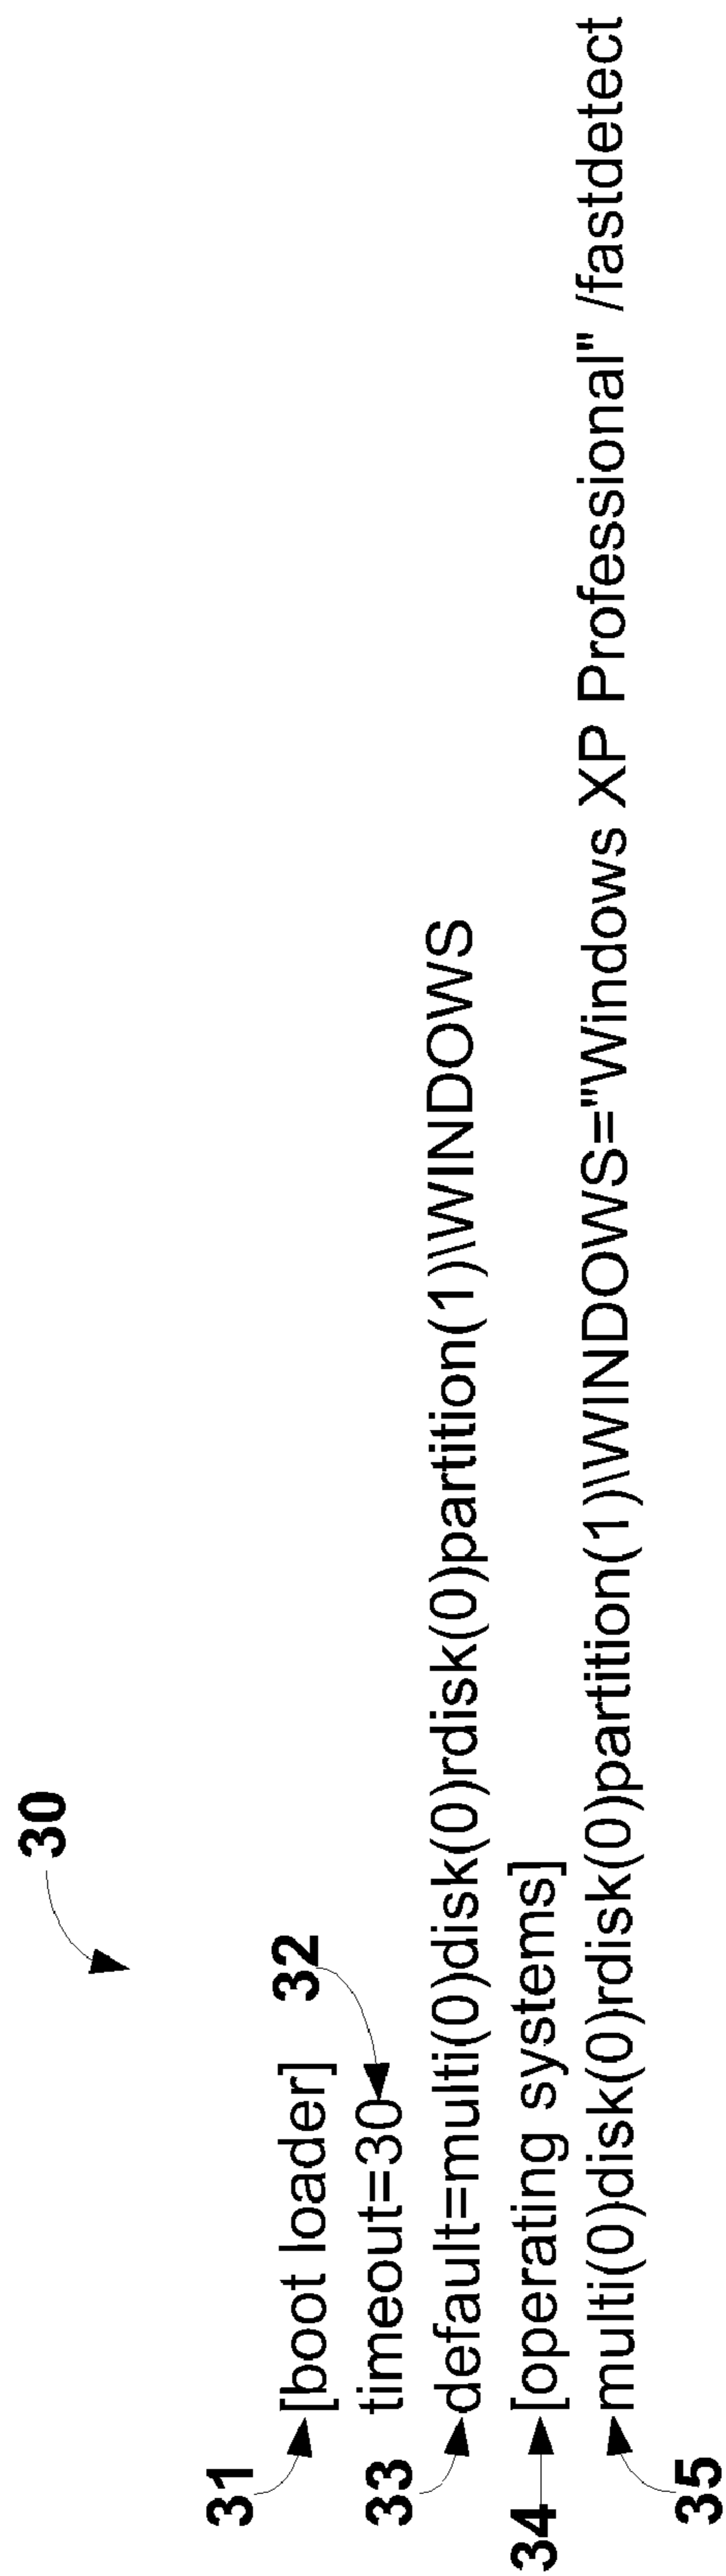 30
31
[boot loader]
32
timeout=30
33
default=multi(0)disk(0)rdisk(0)partition(1)\WINDOWS
34
[operating systems]
35
multi(0)disk(0)rdisk(0)partition(1)\WINDOWS="Windows XP Professional" /fastdetect